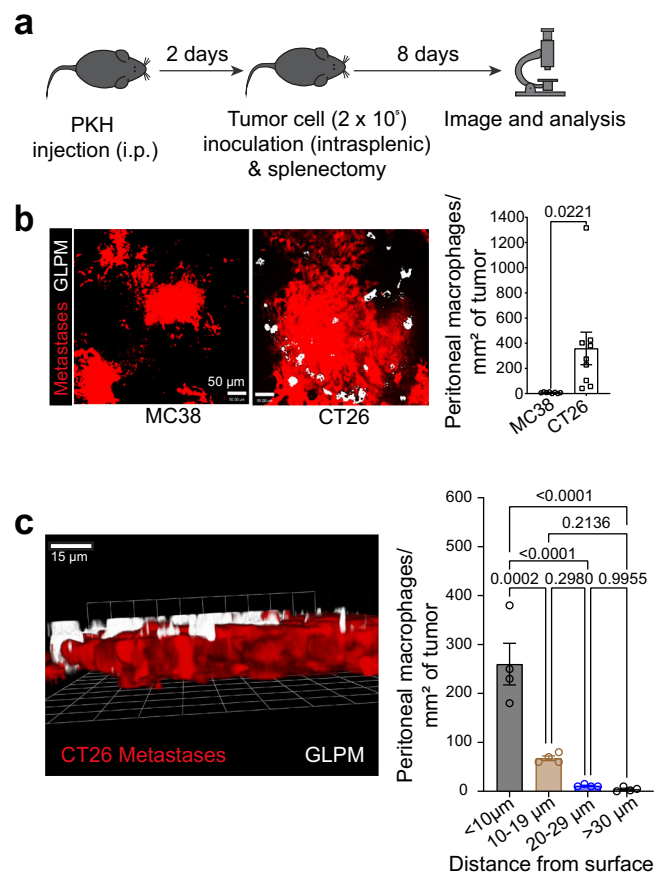 a
2 days
8 days
PKH
injection (i.p.)
Tumor cell (2 x 10⁵)
inoculation (intrasplenic)
& splenectomy
Image and analysis
b
Metastases GLPM
50 µm
MC38
CT26
Peritoneal macrophages/
mm² of tumor
0.0221
1400
1200
1000
800
600
400
200
0
MC38
CT26
c
15 µm
CT26 Metastases
GLPM
Peritoneal macrophages/
mm² of tumor
600
500
400
300
200
100
0
<0.0001
0.2136
<0.0001
0.0002
0.2980
0.9955
<10µm
10-19 µm
20-29 µm
>30 µm
Distance from surface